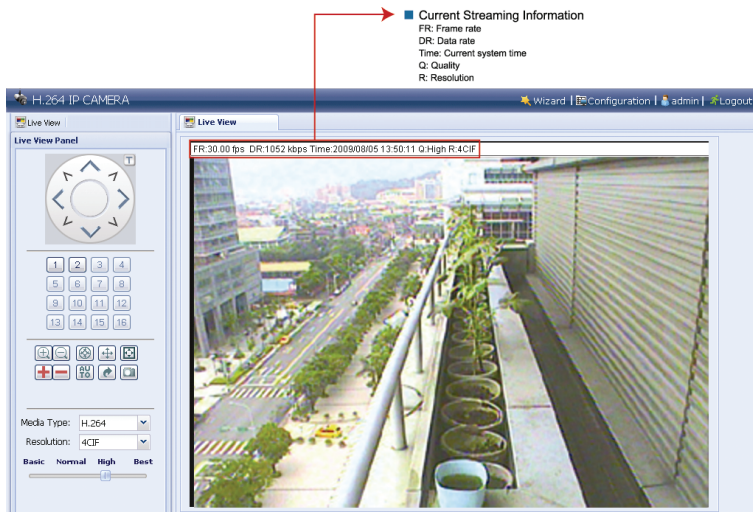 Current Streaming Information
FR: Frame rate
DR: Data rate
Time: Current system time
Q: Quality
R: Resolution
H.264 IP CAMERA
Wizard | Configuration | admin | Logout
Live View
Live View
Live View Panel
FR:30.00 fps DR:1052 kbps Time:2009/08/05 13:50:11 Q:High R:4CIF
T
1 2 3 4
5 6 7 8
9 10 11 12
13 14 15 16
AU
TO
Media Type: H.264
Resolution: 4CIF
Basic Normal High Best